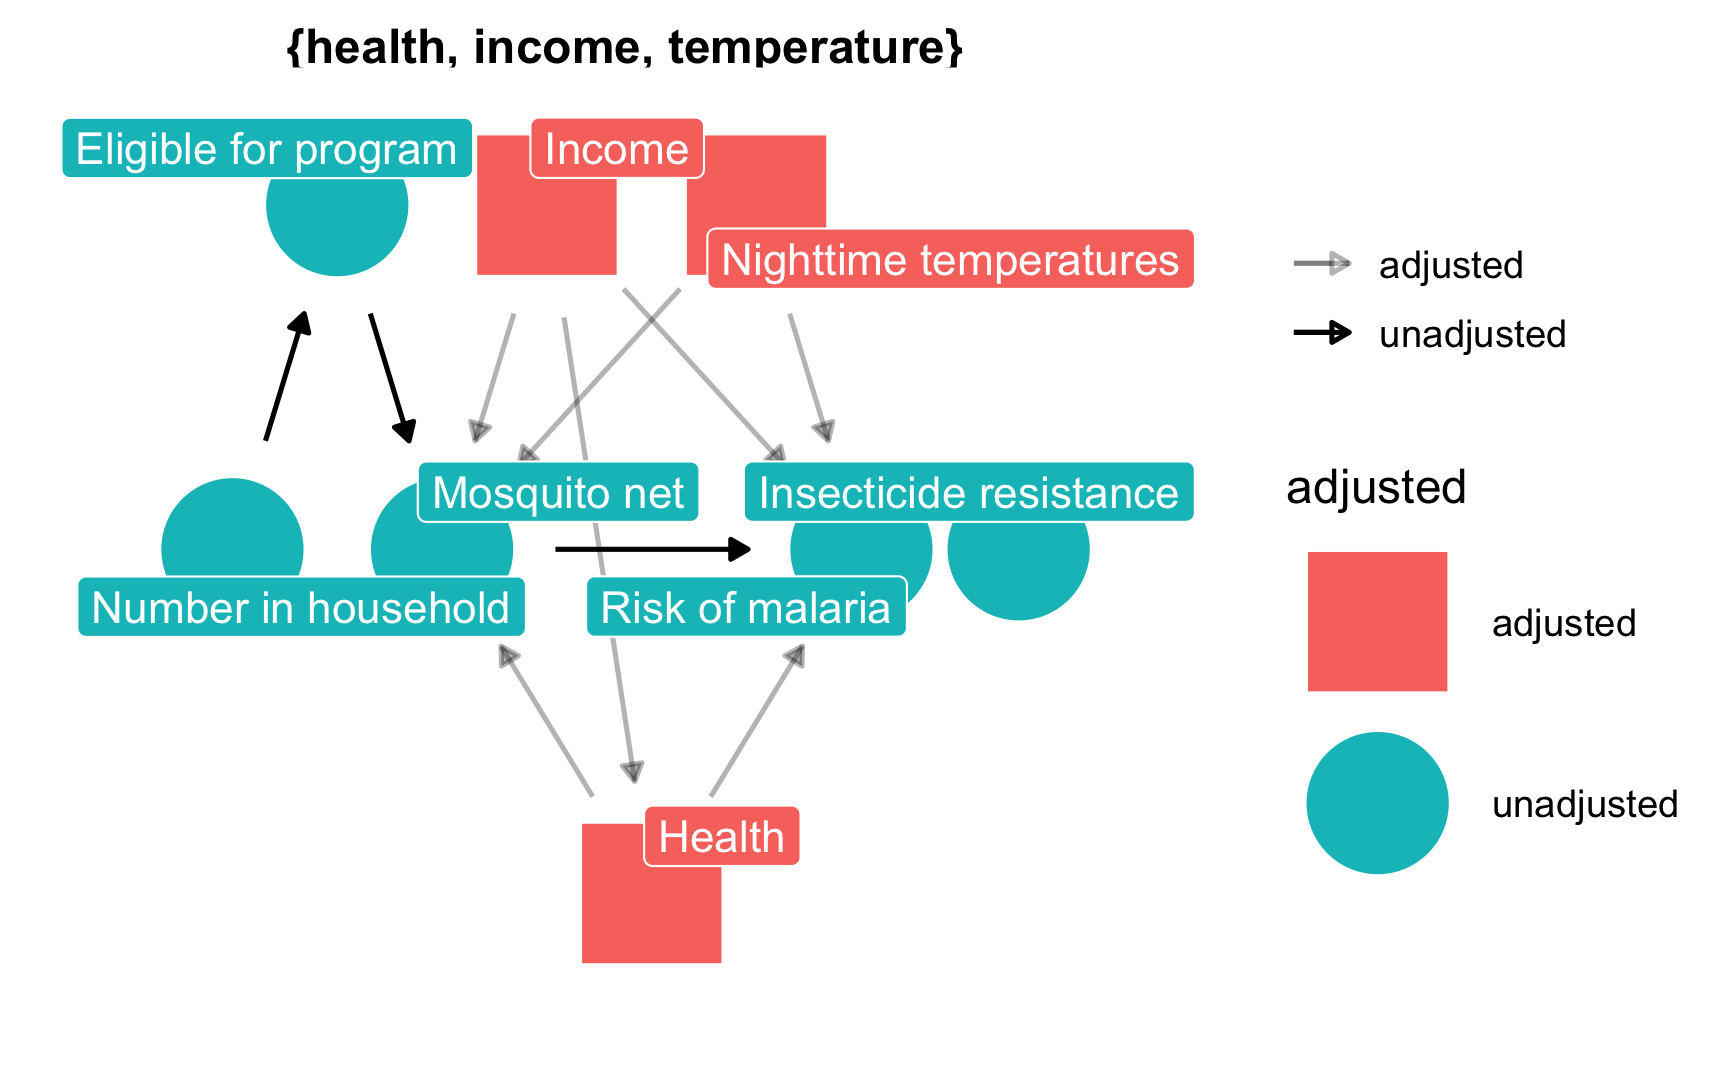 {health, income, temperature}
Eligible for program
Income
Nighttime temperatures
adjusted
unadjusted
Mosquito net
Insecticide resistance
adjusted
Number in household
Risk of malaria
adjusted
Health
unadjusted